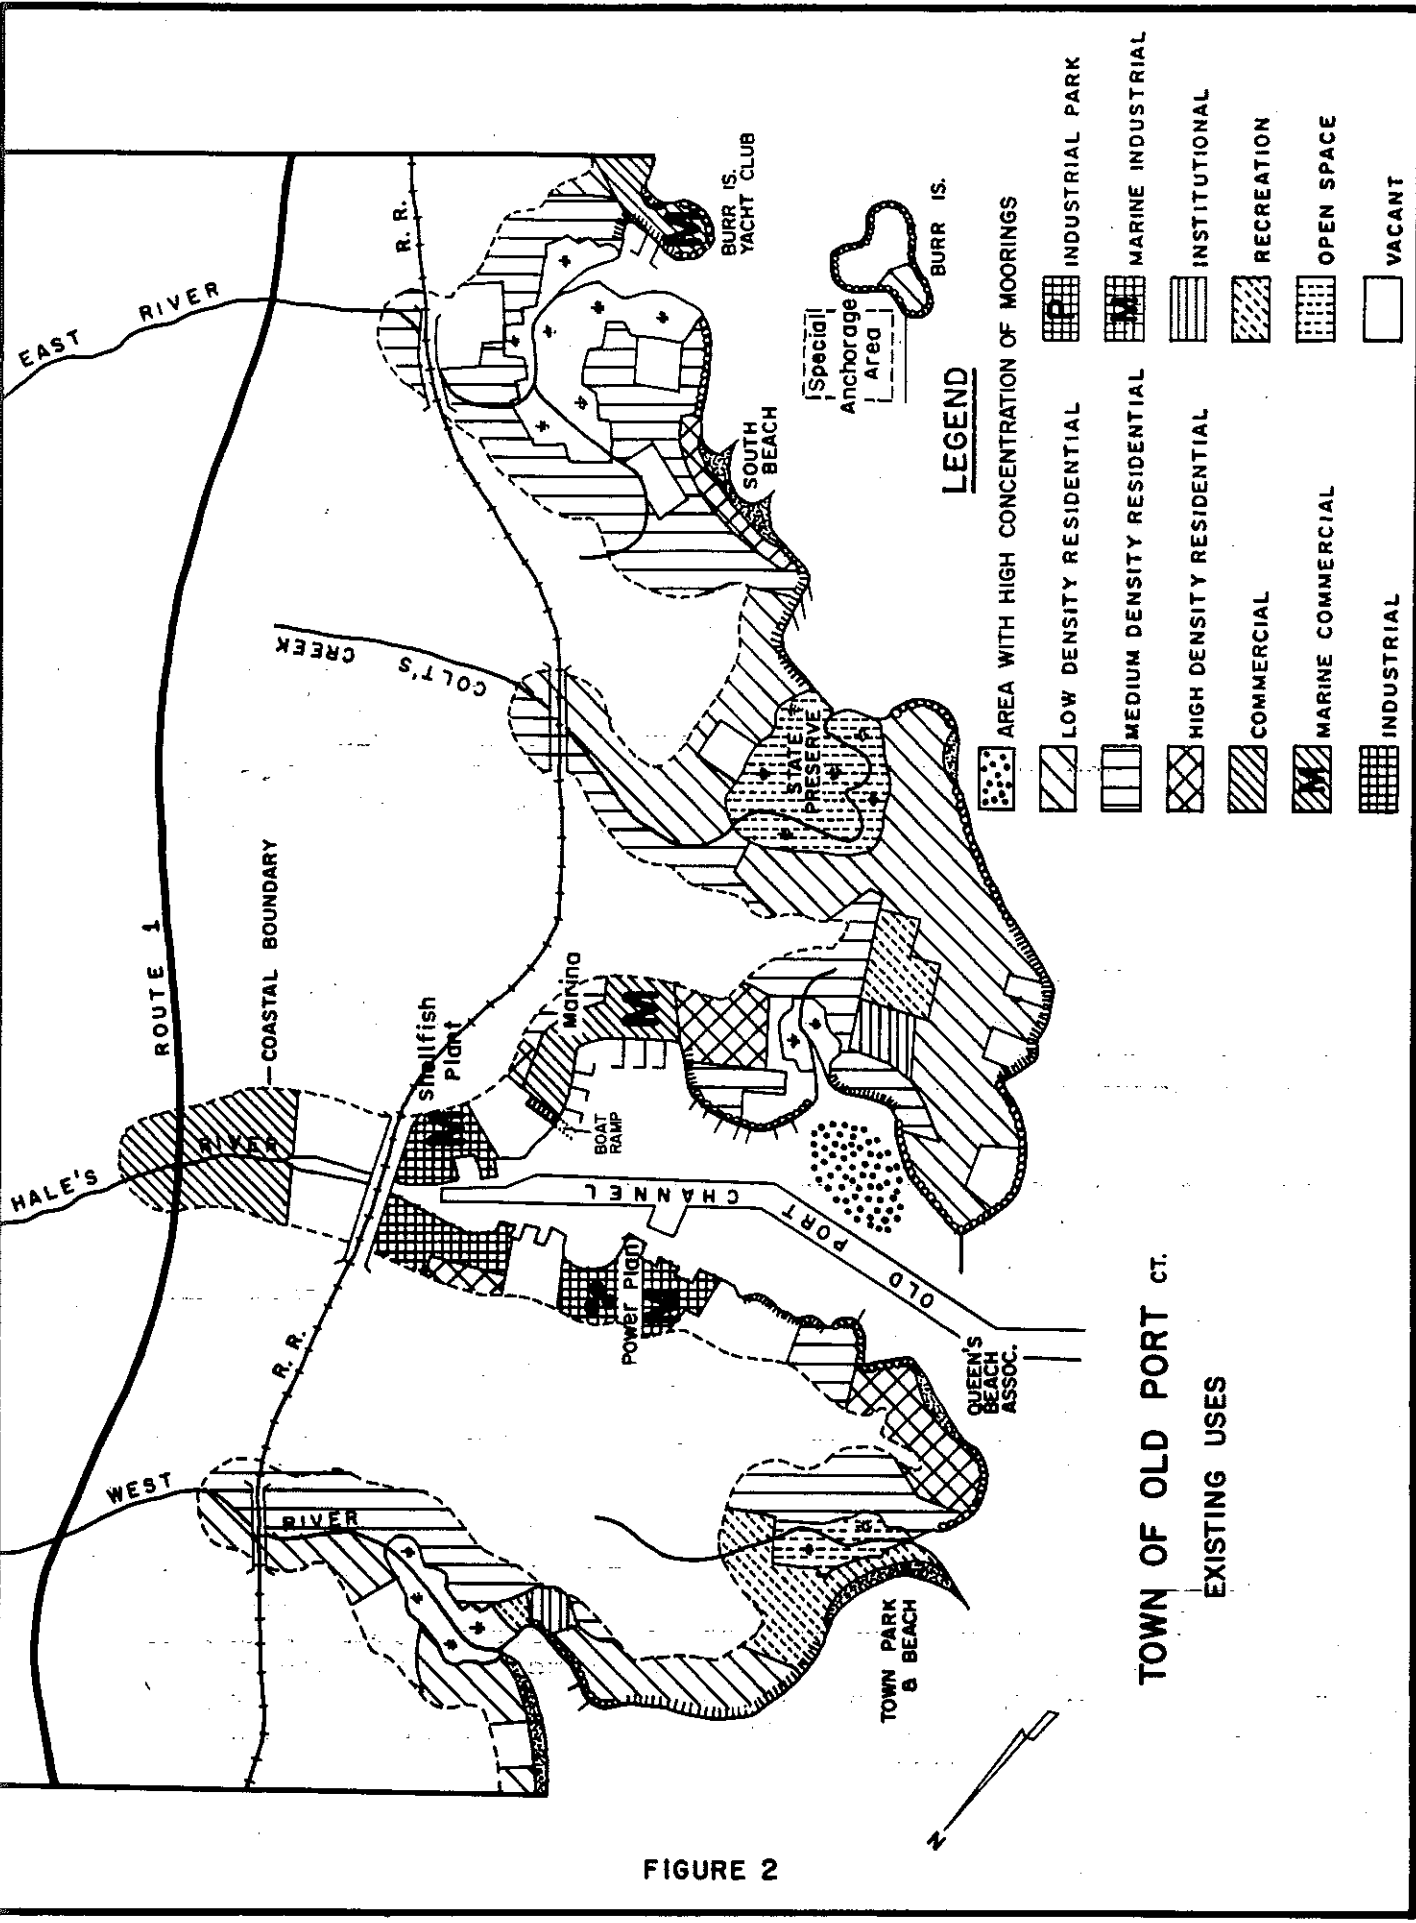 EAST RIVER
R. R.
BURR IS.
YACHT CLUB
BURR IS.
Special
Anchorage
Area
SOUTH
BEACH
COLT'S CREEK
STATE
PRESERVE
ROUTE 1
COASTAL BOUNDARY
HALE'S RIVER
Shellfish
Plant
M
Marina
M
M
BOAT
RAMP
OLD PORT CHANNEL
Power Plant
M
R. R.
WEST RIVER
QUEEN'S
BEACH
ASSOC.
TOWN PARK
& BEACH
N
LEGEND
AREA WITH HIGH CONCENTRATION OF MOORINGS
LOW DENSITY RESIDENTIAL
MEDIUM DENSITY RESIDENTIAL
HIGH DENSITY RESIDENTIAL
COMMERCIAL
M MARINE COMMERCIAL
INDUSTRIAL
P INDUSTRIAL PARK
M MARINE INDUSTRIAL
INSTITUTIONAL
RECREATION
OPEN SPACE
VACANT
TOWN OF OLD PORT CT.
EXISTING USES
FIGURE 2